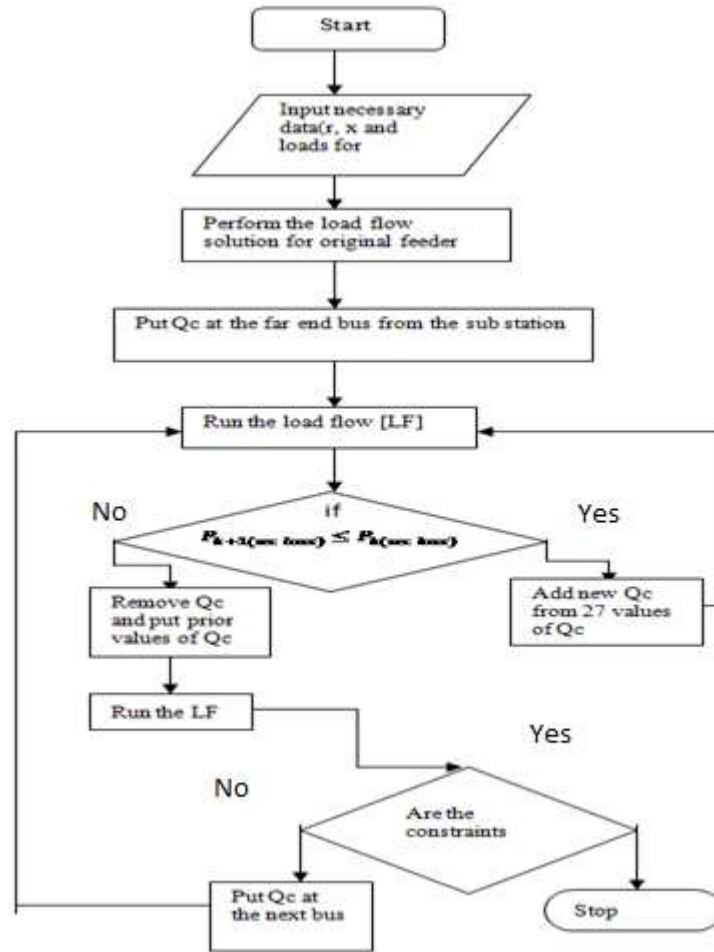 Start
Input necessary
data(r, x and
loads for
Perform the load flow
solution for original feeder
Put Qc at the far end bus from the sub station
Run the load flow [LF]
if
No
Yes
Remove Qc
and put prior
values of Qc
Add new Qc
from 27 values
of Qc
Run the LF
Yes
No
Are the
constraints
Put Qc at
the next bus
Stop